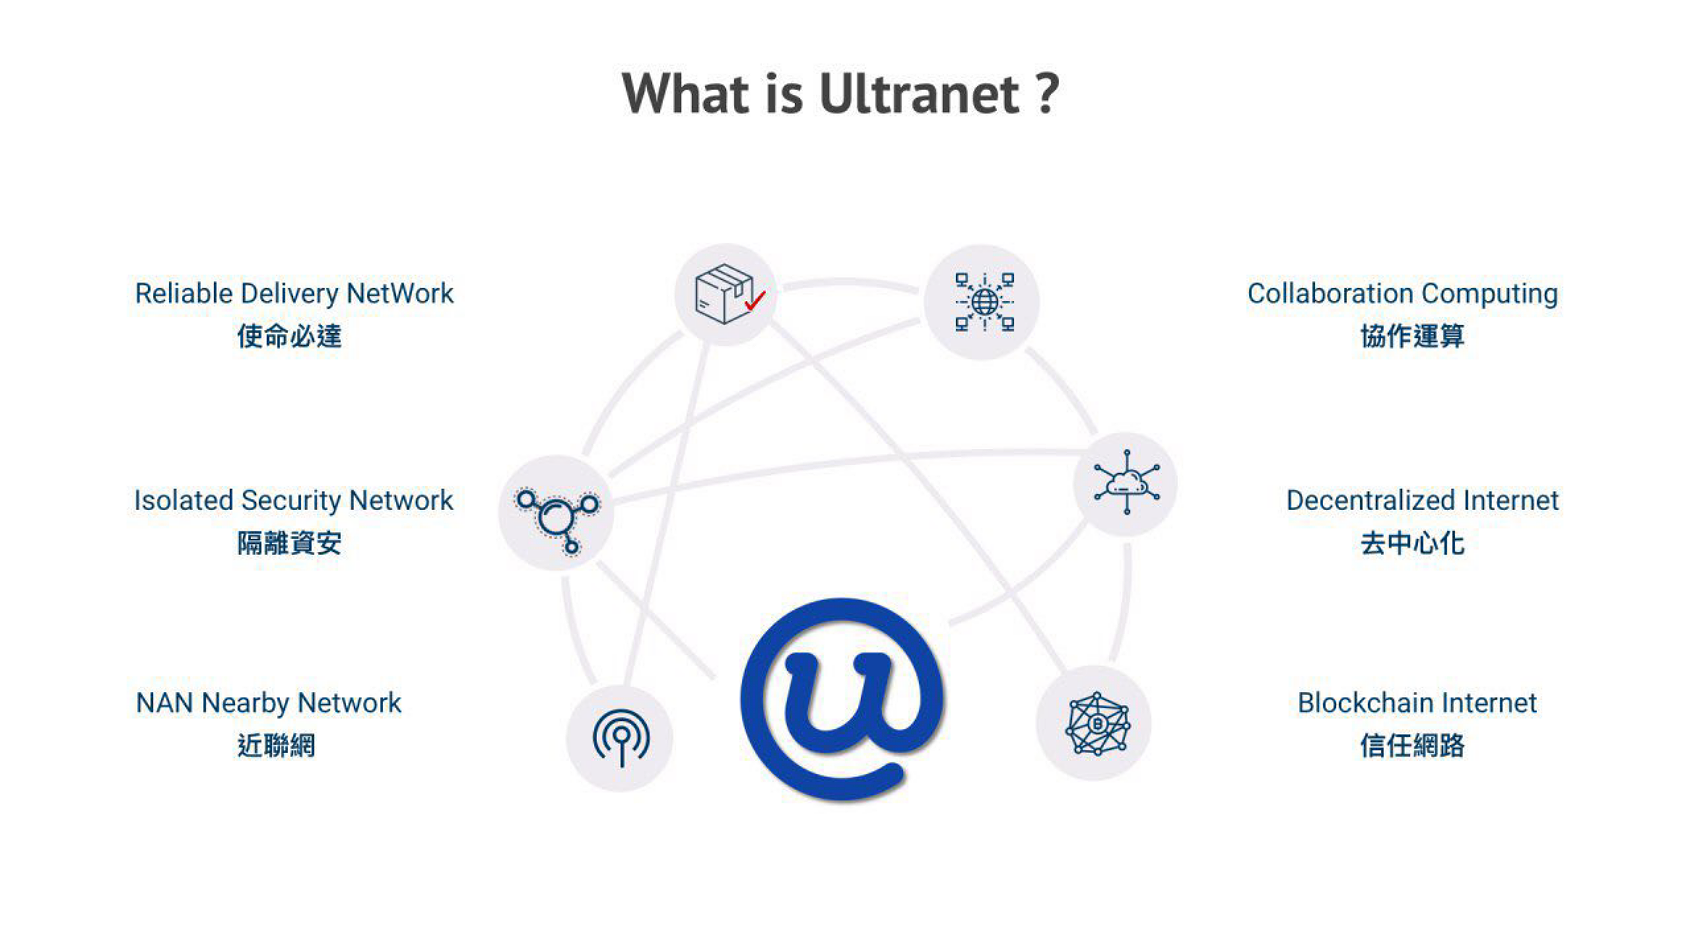 What is Ultranet ?
Reliable Delivery NetWork
使命必達
Isolated Security Network
隔離資安
NAN Nearby Network
近聯網
Collaboration Computing
協作運算
Decentralized Internet
去中心化
Blockchain Internet
信任網路
u
B